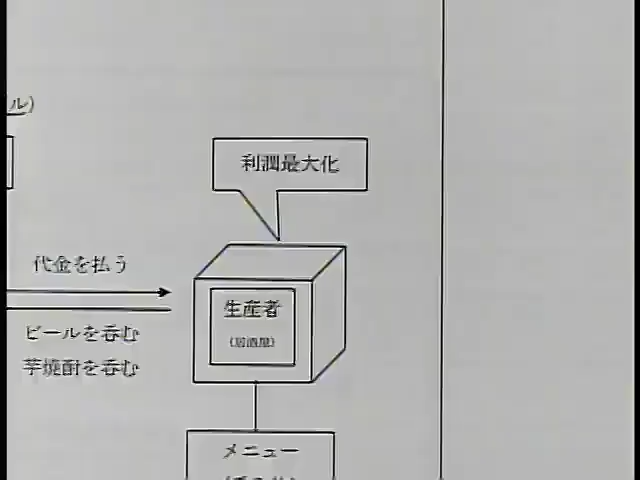 ル)
利潤最大化
代金を払う
生産者
(居酒屋)
ビールを呑む
芋焼酎を呑む
メニュー